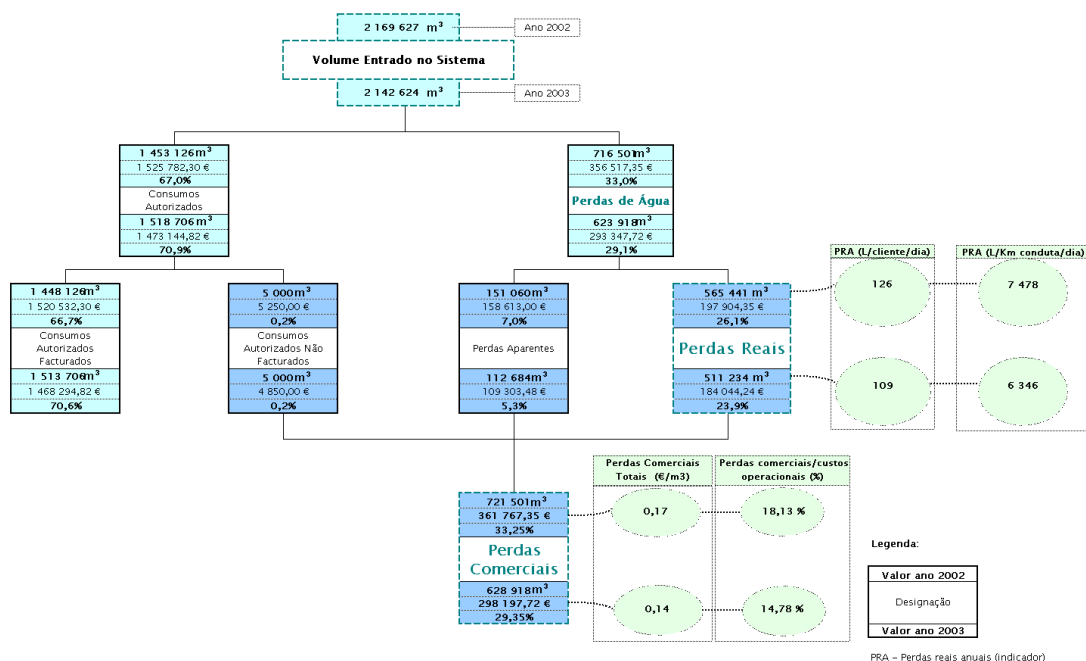 2 169 627 m³
Ano 2002
Volume Entrado no Sistema
2 142 624 m³
Ano 2003
1 453 126m³
1 525 782,30 €
67,0%
Consumos
Autorizados
1 518 706m³
1 473 144,82 €
70,9%
716 501m³
356 517,35 €
33,0%
Perdas de Água
623 918m³
293 347,72 €
29,1%
1 448 126m³
1 520 532,30 €
66,7%
Consumos
Autorizados
Facturados
1 513 706m³
1 468 294,82 €
70,6%
5 000m³
5 250,00 €
0,2%
Consumos
Autorizados Não
Facturados
5 000m³
4 850,00 €
0,2%
151 060m³
158 613,00 €
7,0%
Perdas Aparentes
112 684m³
109 303,48 €
5,3%
565 441 m³
197 904,35 €
26,1%
Perdas Reais
511 234 m³
184 044,24 €
23,9%
PRA (L/cliente/dia)
126
109
PRA (L/Km conduta/dia)
7 478
6 346
721 501m³
361 767,35 €
33,25%
Perdas
Comerciais
628 918m³
298 197,72 €
29,35%
Perdas Comerciais
Totais (€/m3)
0,17
0,14
Perdas comerciais/custos
operacionais (%)
18,13 %
14,78 %
Legenda:
Valor ano 2002
Designação
Valor ano 2003
PRA – Perdas reais anuais (indicador)